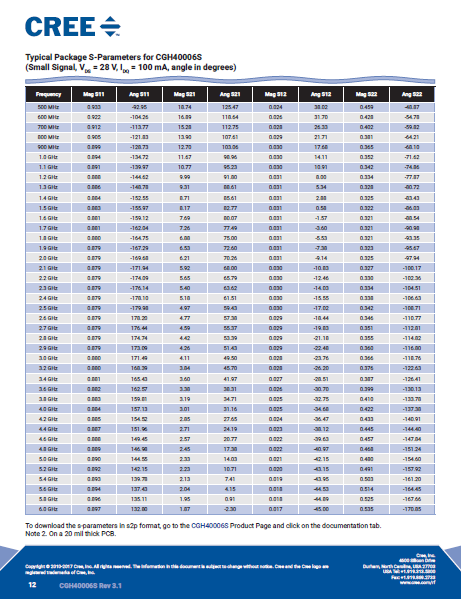 CREE
Typical Package S-Parameters for CGH40006S
(Small Signal, VDS = 28 V, IDQ = 100 mA, angle in degrees)
Frequency Mag S11 Ang S11 Mag S21 Ang S21 Mag S12 Ang S12 Mag S22 Ang S22
500 MHz 0.933 -92.95 18.74 125.47 0.024 38.02 0.459 -48.87
600 MHz 0.922 -104.26 16.89 118.64 0.026 31.70 0.428 -54.78
700 MHz 0.912 -113.77 15.28 112.75 0.028 26.33 0.402 -59.82
800 MHz 0.905 -121.83 13.90 107.61 0.029 21.71 0.381 -64.21
900 MHz 0.899 -128.73 12.70 103.06 0.030 17.68 0.365 -68.10
1.0 GHz 0.894 -134.72 11.67 98.96 0.030 14.11 0.352 -71.62
1.1 GHz 0.891 -139.97 10.77 95.23 0.030 10.91 0.342 -74.86
1.2 GHz 0.888 -144.62 9.99 91.80 0.031 8.00 0.334 -77.87
1.3 GHz 0.886 -148.78 9.31 88.61 0.031 5.34 0.328 -80.72
1.4 GHz 0.884 -152.55 8.71 85.61 0.031 2.88 0.325 -83.43
1.5 GHz 0.883 -155.97 8.17 82.77 0.031 0.58 0.322 -86.03
1.6 GHz 0.881 -159.12 7.69 80.07 0.031 -1.57 0.321 -88.54
1.7 GHz 0.881 -162.04 7.26 77.49 0.031 -3.60 0.321 -90.98
1.8 GHz 0.880 -164.75 6.88 75.00 0.031 -5.53 0.321 -93.35
1.9 GHz 0.879 -167.29 6.53 72.60 0.031 -7.38 0.323 -95.67
2.0 GHz 0.879 -169.68 6.21 70.26 0.031 -9.14 0.325 -97.94
2.1 GHz 0.879 -171.94 5.92 68.00 0.030 -10.83 0.327 -100.17
2.2 GHz 0.879 -174.09 5.65 65.79 0.030 -12.46 0.330 -102.36
2.3 GHz 0.879 -176.14 5.40 63.62 0.030 -14.03 0.334 -104.51
2.4 GHz 0.879 -178.10 5.18 61.51 0.030 -15.55 0.338 -106.63
2.5 GHz 0.879 -179.98 4.97 59.43 0.030 -17.02 0.342 -108.71
2.6 GHz 0.879 178.20 4.77 57.38 0.029 -18.44 0.346 -110.77
2.7 GHz 0.879 176.44 4.59 55.37 0.029 -19.83 0.351 -112.81
2.8 GHz 0.879 174.74 4.42 53.39 0.029 -21.18 0.355 -114.82
2.9 GHz 0.879 173.09 4.26 51.43 0.029 -22.48 0.360 -116.80
3.0 GHz 0.880 171.49 4.11 49.50 0.028 -23.76 0.366 -118.76
3.2 GHz 0.880 168.39 3.84 45.70 0.028 -26.20 0.376 -122.63
3.4 GHz 0.881 165.43 3.60 41.97 0.027 -28.51 0.387 -126.41
3.6 GHz 0.882 162.57 3.38 38.31 0.026 -30.70 0.399 -130.13
3.8 GHz 0.883 159.81 3.19 34.71 0.025 -32.75 0.410 -133.78
4.0 GHz 0.884 157.13 3.01 31.16 0.025 -34.68 0.422 -137.38
4.2 GHz 0.885 154.52 2.85 27.65 0.024 -36.47 0.433 -140.91
4.4 GHz 0.887 151.96 2.71 24.19 0.023 -38.12 0.445 -144.40
4.6 GHz 0.888 149.45 2.57 20.77 0.022 -39.63 0.457 -147.84
4.8 GHz 0.889 146.98 2.45 17.38 0.022 -40.97 0.468 -151.24
5.0 GHz 0.890 144.55 2.33 14.03 0.021 -42.15 0.480 -154.60
5.2 GHz 0.892 142.15 2.23 10.71 0.020 -43.15 0.491 -157.92
5.4 GHz 0.893 139.78 2.13 7.41 0.019 -43.95 0.503 -161.20
5.6 GHz 0.894 137.43 2.04 4.15 0.018 -44.53 0.514 -164.45
5.8 GHz 0.896 135.11 1.95 0.91 0.018 -44.89 0.525 -167.66
6.0 GHz 0.897 132.80 1.87 -2.30 0.017 -45.00 0.535 -170.85
To download the s-parameters in s2p format, go to the CGH40006S Product Page and click on the documentation tab.
Note 2. On a 20 mil thick PCB.
Copyright © 2010-2017 Cree, Inc. All rights reserved. The information in this document is subject to change without notice. Cree and the Cree logo are
registered trademarks of Cree, Inc.
12 CGH40006S Rev 3.1
Cree, Inc.
4600 Silicon Drive
Durham, North Carolina, USA 27703
USA Tel: +1.919.313.5300
Fax: +1.919.869.2733
www.cree.com/rf